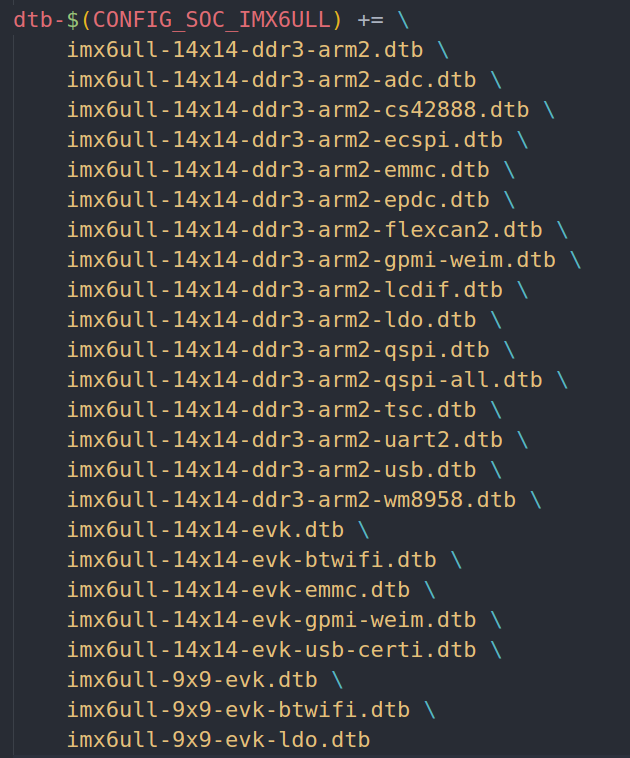 dtb-$(CONFIG_SOC_IMX6ULL) += \
imx6ull-14x14-ddr3-arm2.dtb \
imx6ull-14x14-ddr3-arm2-adc.dtb \
imx6ull-14x14-ddr3-arm2-cs42888.dtb \
imx6ull-14x14-ddr3-arm2-ecspi.dtb \
imx6ull-14x14-ddr3-arm2-emmc.dtb \
imx6ull-14x14-ddr3-arm2-epdc.dtb \
imx6ull-14x14-ddr3-arm2-flexcan2.dtb \
imx6ull-14x14-ddr3-arm2-gpmi-weim.dtb \
imx6ull-14x14-ddr3-arm2-lcdif.dtb \
imx6ull-14x14-ddr3-arm2-ldo.dtb \
imx6ull-14x14-ddr3-arm2-qspi.dtb \
imx6ull-14x14-ddr3-arm2-qspi-all.dtb \
imx6ull-14x14-ddr3-arm2-tsc.dtb \
imx6ull-14x14-ddr3-arm2-uart2.dtb \
imx6ull-14x14-ddr3-arm2-usb.dtb \
imx6ull-14x14-ddr3-arm2-wm8958.dtb \
imx6ull-14x14-evk.dtb \
imx6ull-14x14-evk-btwifi.dtb \
imx6ull-14x14-evk-emmc.dtb \
imx6ull-14x14-evk-gpmi-weim.dtb \
imx6ull-14x14-evk-usb-certi.dtb \
imx6ull-9x9-evk.dtb \
imx6ull-9x9-evk-btwifi.dtb \
imx6ull-9x9-evk-ldo.dtb